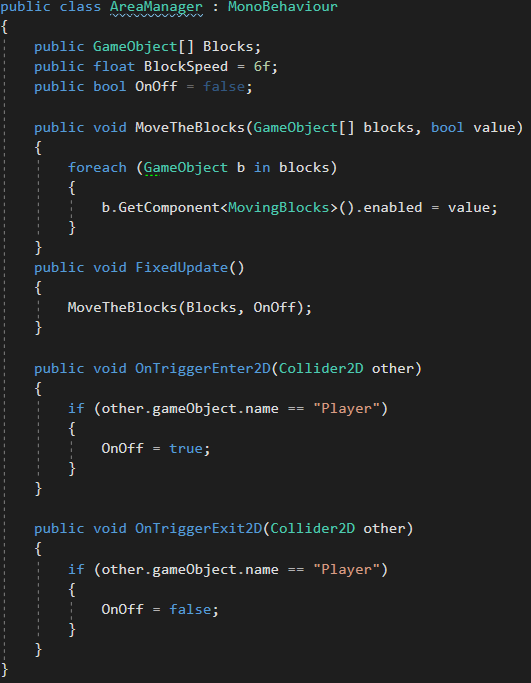 public class AreaManager : MonoBehaviour
{
    public GameObject[] Blocks;
    public float BlockSpeed = 6f;
    public bool OnOff = false;

    public void MoveTheBlocks(GameObject[] blocks, bool value)
    {
        foreach (GameObject b in blocks)
        {
            b.GetComponent<MovingBlocks>().enabled = value;
        }
    }
    public void FixedUpdate()
    {
        MoveTheBlocks(Blocks, OnOff);
    }

    public void OnTriggerEnter2D(Collider2D other)
    {
        if (other.gameObject.name == "Player")
        {
            OnOff = true;
        }
    }

    public void OnTriggerExit2D(Collider2D other)
    {
        if (other.gameObject.name == "Player")
        {
            OnOff = false;
        }
    }
}